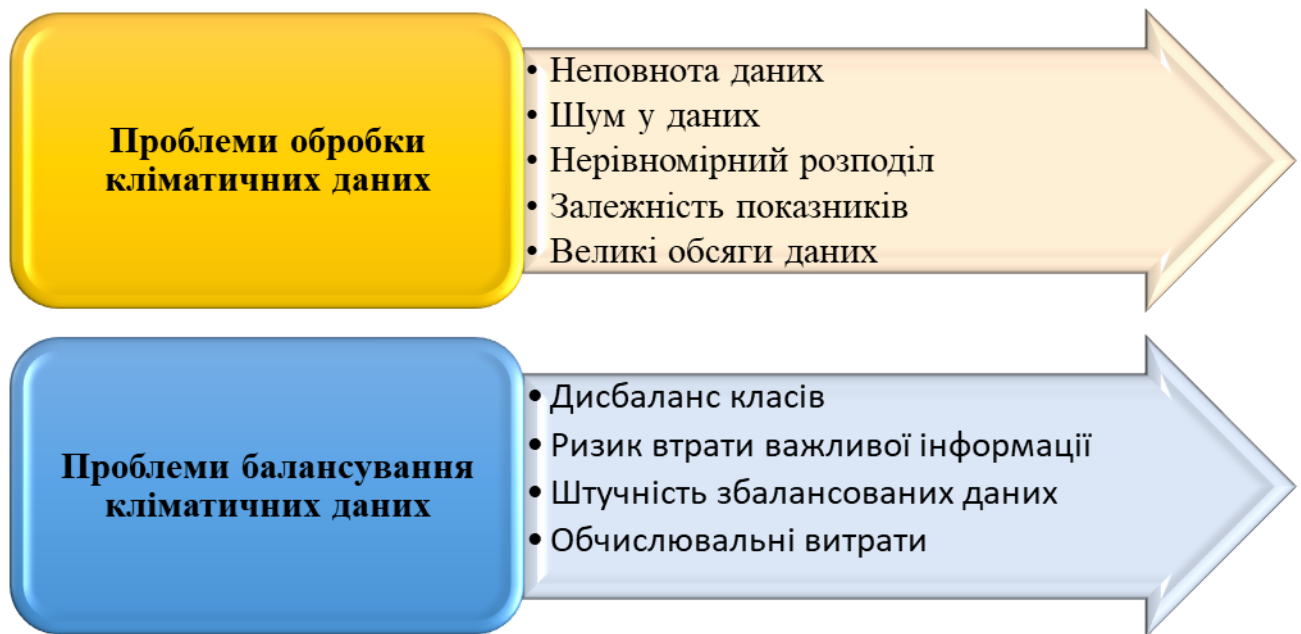 Проблеми обробки
кліматичних даних
• Неповнота даних
• Шум у даних
• Нерівномірний розподіл
• Залежність показників
• Великі обсяги даних
Проблеми балансування
кліматичних даних
• Дисбаланс класів
• Ризик втрати важливої інформації
• Штучність збалансованих даних
• Обчислювальні витрати